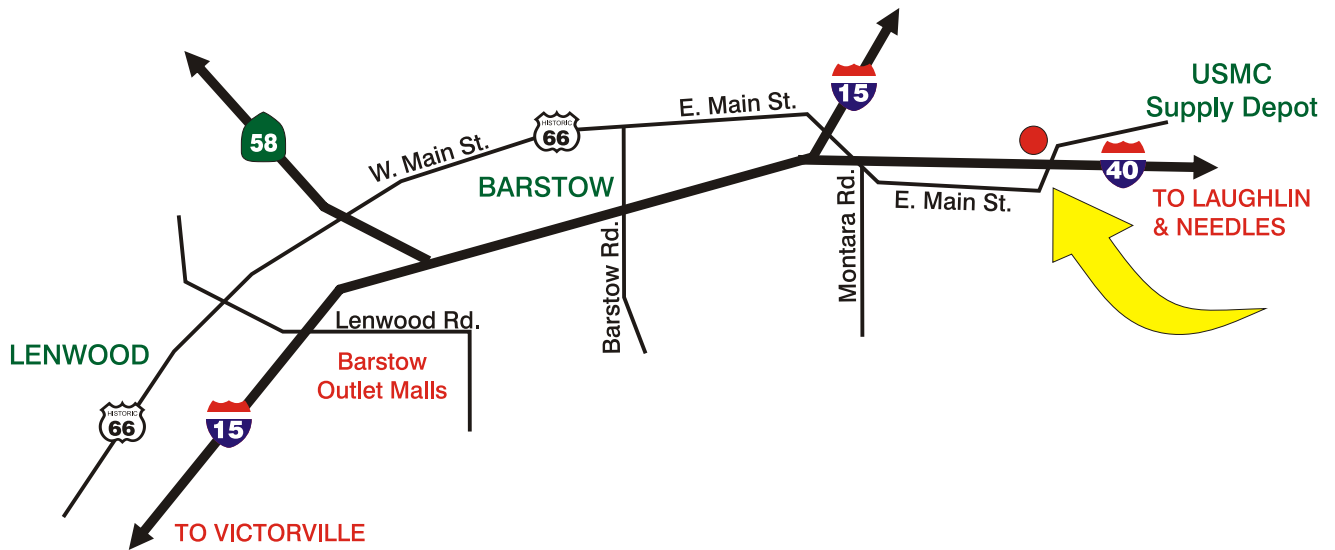 15
USMC
Supply Depot
E. Main St.
HISTORIC
66
58
W. Main St.
BARSTOW
40
TO LAUGHLIN
& NEEDLES
E. Main St.
Montara Rd.
Barstow Rd.
Lenwood Rd.
LENWOOD
Barstow
Outlet Malls
HISTORIC
66
15
TO VICTORVILLE